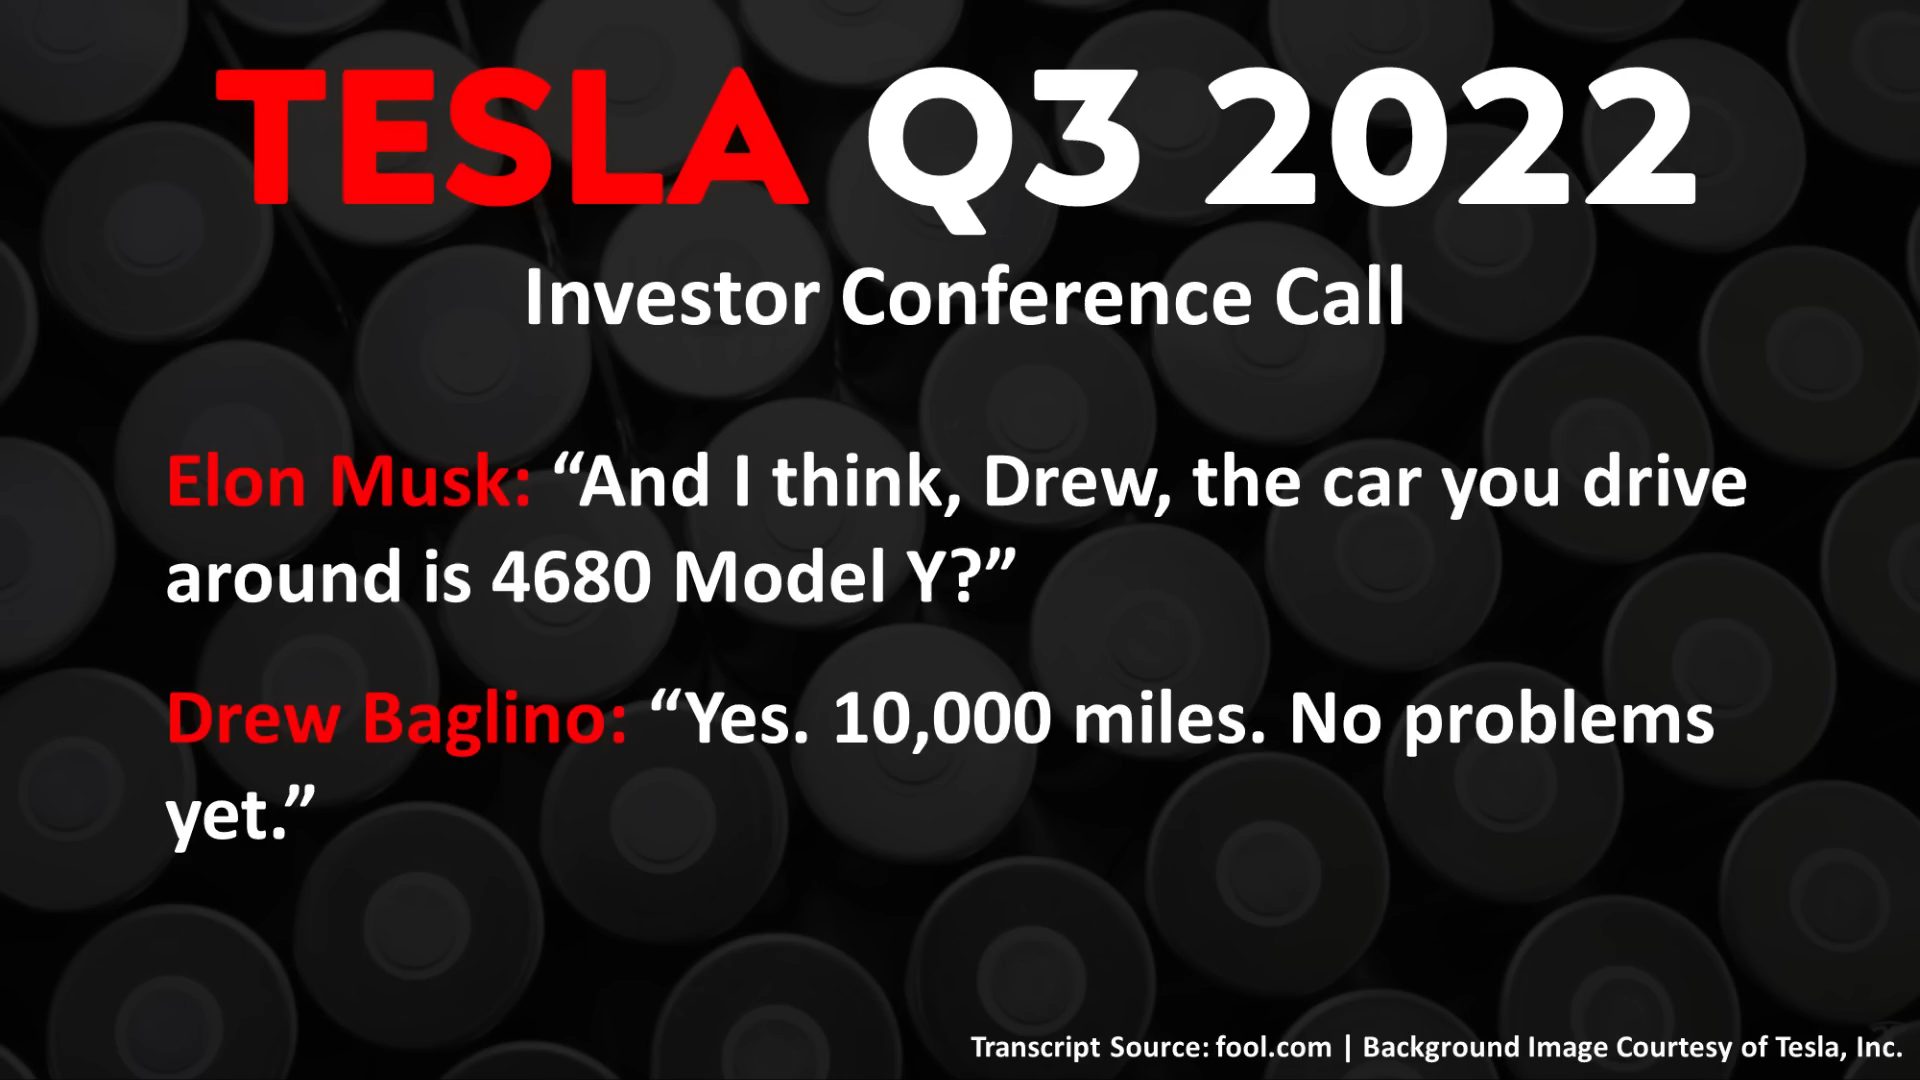 TESLA Q3 2022
Investor Conference Call
Elon Musk: “And I think, Drew, the car you drive
around is 4680 Model Y?”
Drew Baglino: “Yes. 10,000 miles. No problems
yet.”
Transcript Source: fool.com | Background Image Courtesy of Tesla, Inc.